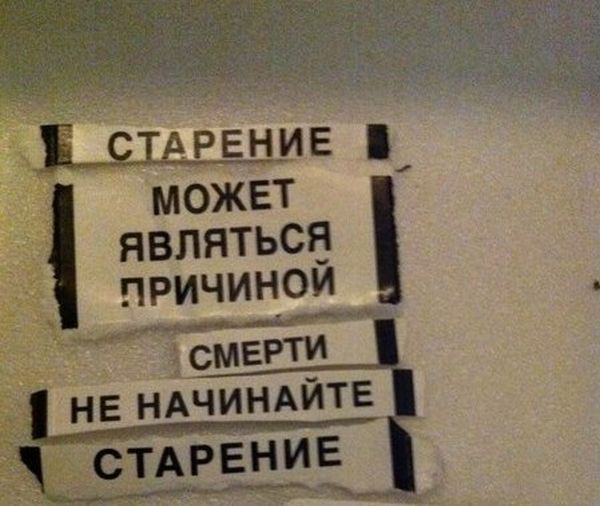 СТАРЕНИЕ
МОЖЕТ
ЯВЛЯТЬСЯ
ПРИЧИНОЙ
СМЕРТИ
НЕ НАЧИНАЙТЕ
СТАРЕНИЕ